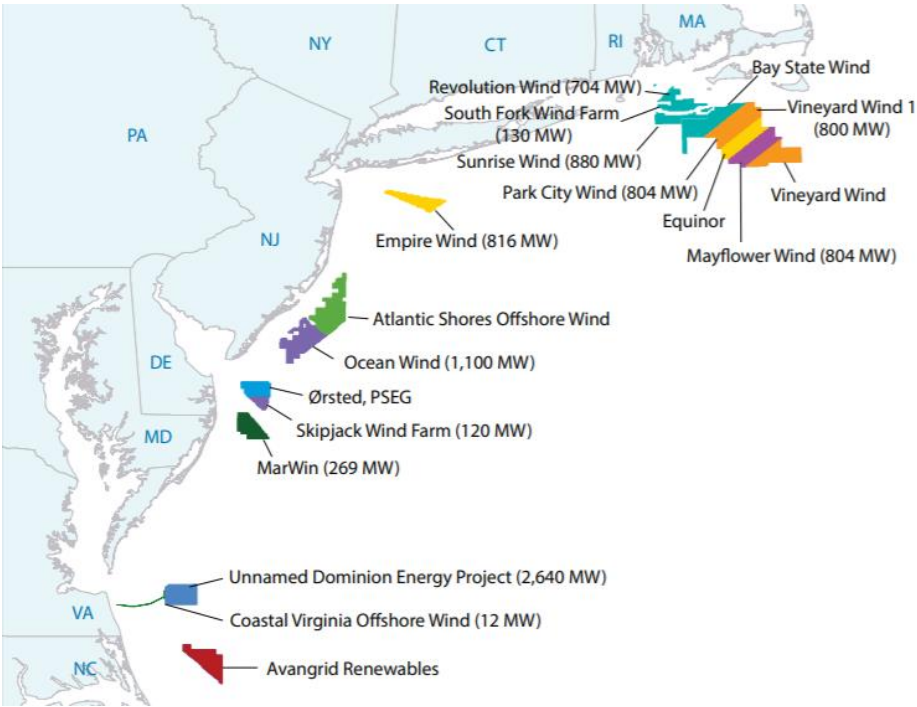 MA
NY
CT
RI
Bay State Wind
Revolution Wind (704 MW)
South Fork Wind Farm
(130 MW)
Vineyard Wind 1
(800 MW)
PA
Sunrise Wind (880 MW)
Park City Wind (804 MW)
Vineyard Wind
Equinor
NJ
Empire Wind (816 MW)
Mayflower Wind (804 MW)
Atlantic Shores Offshore Wind
DE
Ocean Wind (1,100 MW)
Ørsted, PSEG
Skipjack Wind Farm (120 MW)
MD
MarWin (269 MW)
Unnamed Dominion Energy Project (2,640 MW)
VA
Coastal Virginia Offshore Wind (12 MW)
NC
Avangrid Renewables